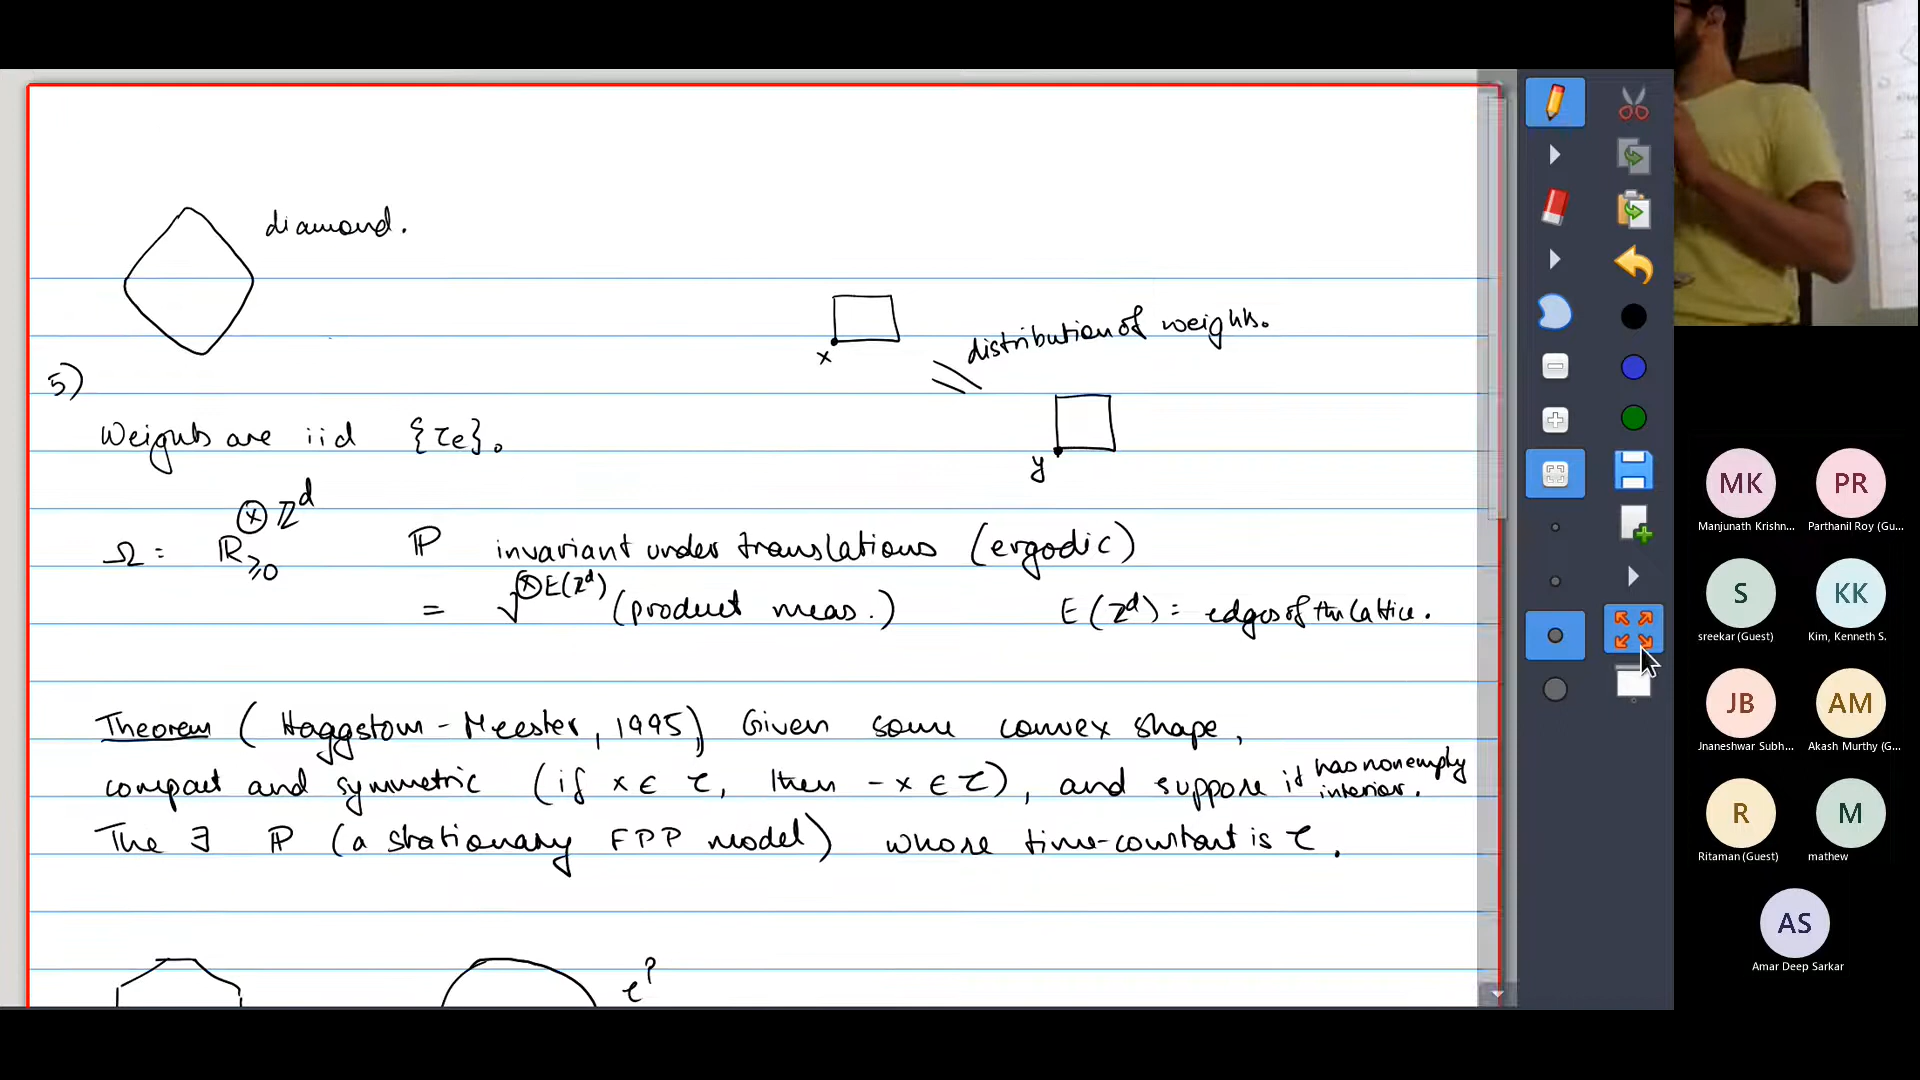 diamond.
distribution of weights.
x
5)
y
Weights are iid {τe}.
Ω = ℝ≥0^⊗ℤ^d ℙ invariant under translations (ergodic)
= ν^⊗E(ℤ^d) (product meas.) E(ℤ^d) = edges of the lattice.
Theorem (Haggstom-Meester, 1995) Given some convex shape,
compact and symmetric (if x ∈ τ, then -x ∈ τ), and suppose it has nonempty interior.
The ∃ ℙ (a stationary FPP model) whose time-constant is τ.
MK
PR
Manjunath Krishn...
Parthanil Roy (Gu...
S
KK
sreekar (Guest)
Kim, Kenneth S.
JB
AM
Jnaneshwar Subh...
Akash Murthy (G...
R
M
Ritaman (Guest)
mathew
AS
Amar Deep Sarkar